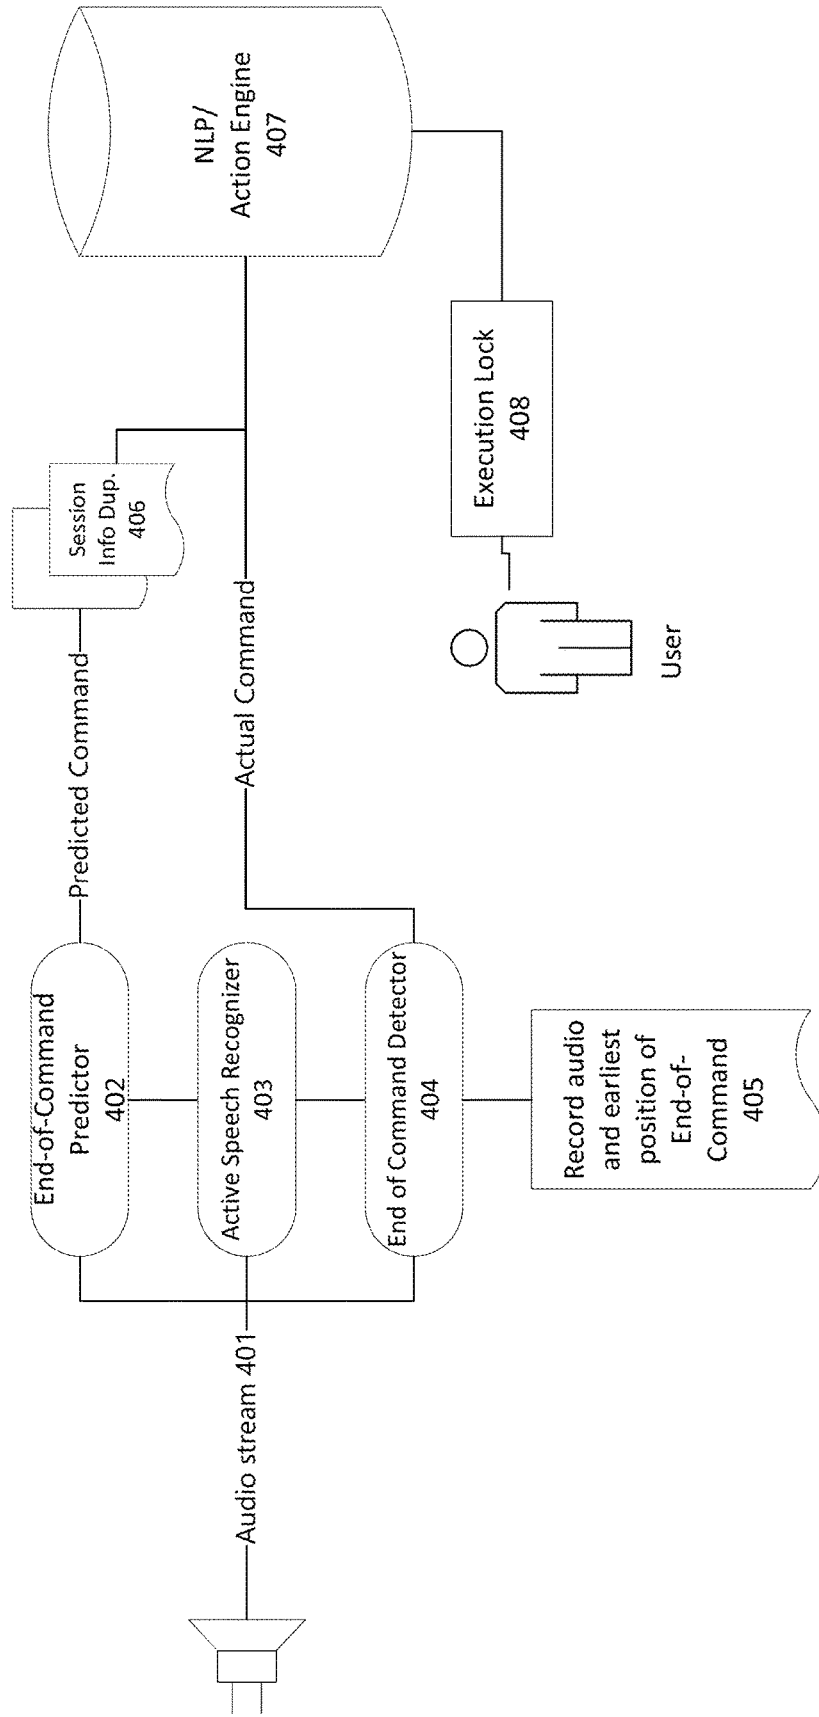 Audio stream 401
End-of-Command
Predictor
402
Active Speech Recognizer
403
End of Command Detector
404
Record audio
and earliest
position of
End-of-
Command
405
Predicted Command
Actual Command
Session
Info Dup.
406
NLP/
Action Engine
407
Execution Lock
408
User